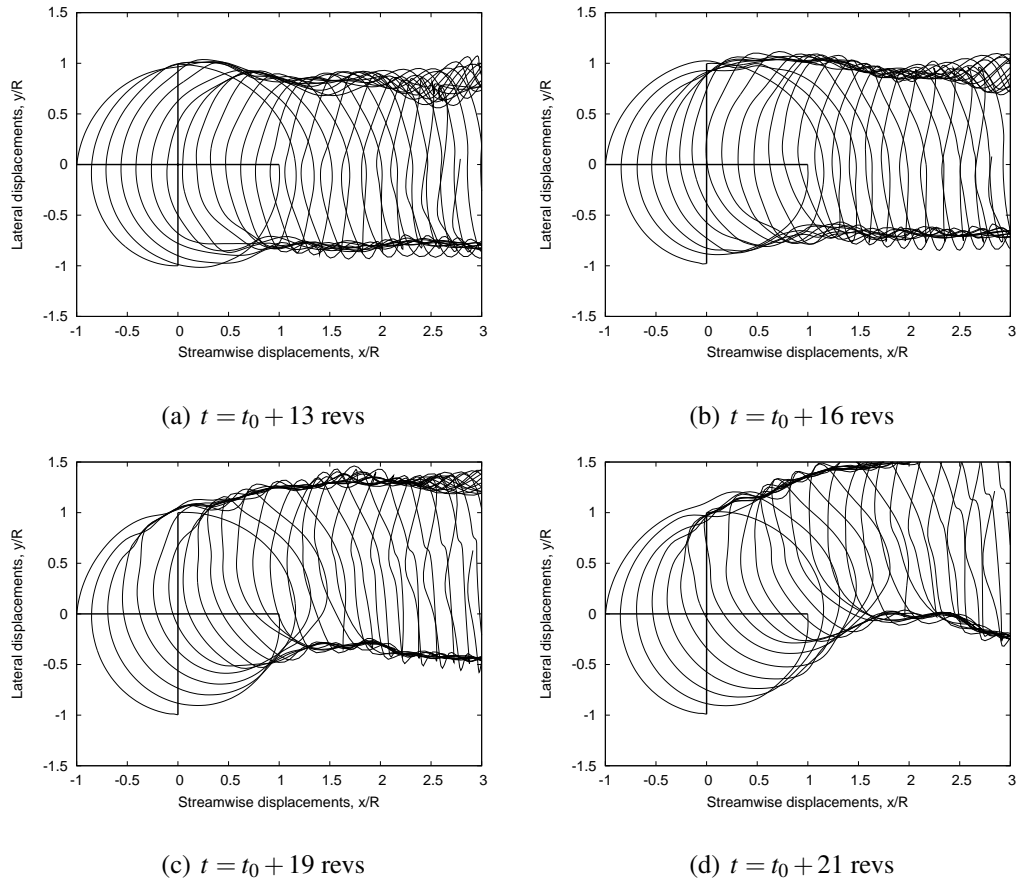 1.5
1
0.5
0
-0.5
-1
-1.5
Lateral displacements, y/R
-1 -0.5 0 0.5 1 1.5 2 2.5 3
Streamwise displacements, x/R
(a) t = t0 + 13 revs
1.5
1
0.5
0
-0.5
-1
-1.5
Lateral displacements, y/R
-1 -0.5 0 0.5 1 1.5 2 2.5 3
Streamwise displacements, x/R
(b) t = t0 + 16 revs
1.5
1
0.5
0
-0.5
-1
-1.5
Lateral displacements, y/R
-1 -0.5 0 0.5 1 1.5 2 2.5 3
Streamwise displacements, x/R
(c) t = t0 + 19 revs
1.5
1
0.5
0
-0.5
-1
-1.5
Lateral displacements, y/R
-1 -0.5 0 0.5 1 1.5 2 2.5 3
Streamwise displacements, x/R
(d) t = t0 + 21 revs